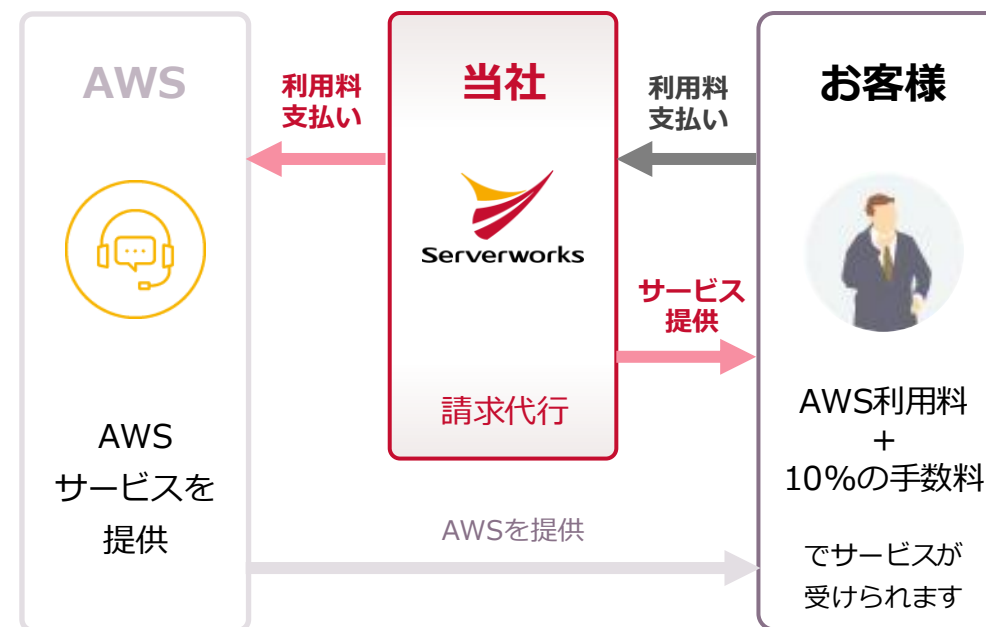 AWS
利用料
支払い
当社
利用料
支払い
お客様
Serverworks
サービス
提供
請求代行
AWS
サービスを
提供
AWSを提供
AWS利用料
+
10%の手数料
でサービスが
受けられます